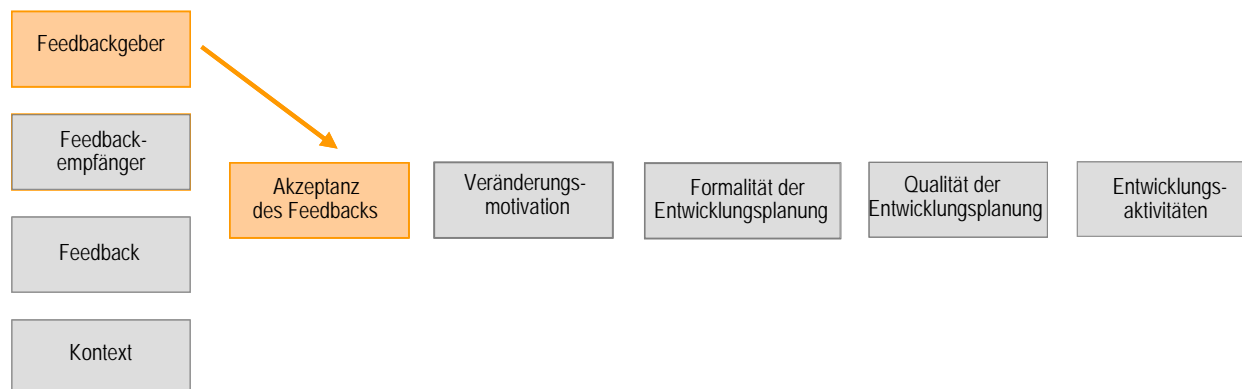 Feedbackgeber
Feedback-
empfänger
Feedback
Kontext
Akzeptanz
des Feedbacks
Veränderungs-
motivation
Formalität der
Entwicklungsplanung
Qualität der
Entwicklungsplanung
Entwicklungs-
aktivitäten